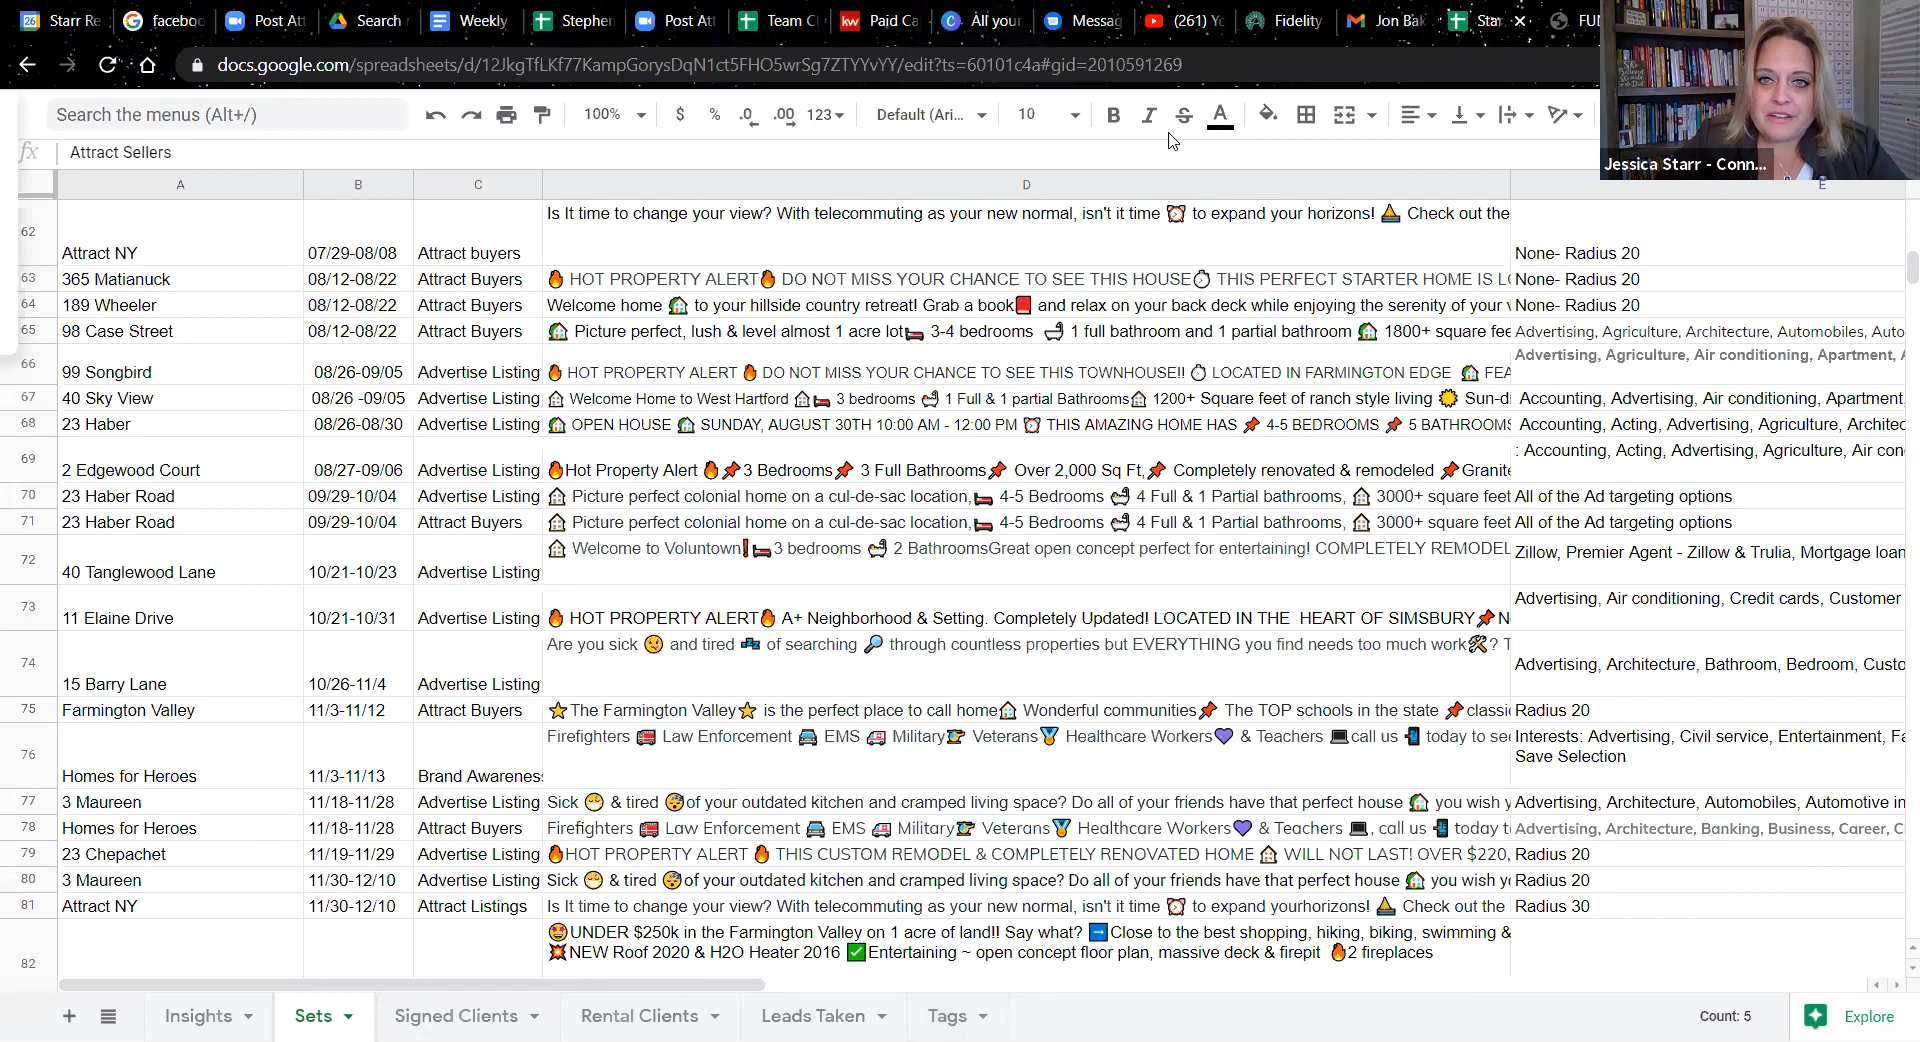 26 Starr Re
faceboo
Post Att
Search r
Weekly
Stephen
Post Att
Team C
kw Paid Ca
All your
Messag
(261) Yo
Fidelity
Jon Bak
Star
FUN
docs.google.com/spreadsheets/d/12JkgTfLKf77KampGorysDqN1ct5FHO5wrSg7ZTYYvYY/edit?ts=60101c4a#gid=2010591269
Search the menus (Alt+/)
100% $ % .0 .00 123 Default (Ari... 10 B I S A
Jessica Starr - Conn...
fx Attract Sellers
A B C D E
62 Attract NY 07/29-08/08 Attract buyers Is It time to change your view? With telecommuting as your new normal, isn't it time ⏰ to expand your horizons! ⛵ Check out the None- Radius 20
63 365 Matianuck 08/12-08/22 Attract Buyers 🔥 HOT PROPERTY ALERT🔥 DO NOT MISS YOUR CHANCE TO SEE THIS HOUSE⏱ THIS PERFECT STARTER HOME IS LO None- Radius 20
64 189 Wheeler 08/12-08/22 Attract Buyers Welcome home 🏡 to your hillside country retreat! Grab a book📕 and relax on your back deck while enjoying the serenity of your v None- Radius 20
65 98 Case Street 08/12-08/22 Attract Buyers 🏡 Picture perfect, lush & level almost 1 acre lot🛏 3-4 bedrooms 🛁 1 full bathroom and 1 partial bathroom 🏡 1800+ square fee Advertising, Agriculture, Architecture, Automobiles, Auto
66 99 Songbird 08/26-09/05 Advertise Listing 🔥 HOT PROPERTY ALERT 🔥 DO NOT MISS YOUR CHANCE TO SEE THIS TOWNHOUSE!! ⏱ LOCATED IN FARMINGTON EDGE 🏡 FEA Advertising, Agriculture, Air conditioning, Apartment, A
67 40 Sky View 08/26 -09/05 Advertise Listing 🏠 Welcome Home to West Hartford 🏠🛏 3 bedrooms 🛁 1 Full & 1 partial Bathrooms🏠 1200+ Square feet of ranch style living ☀ Sun-di Accounting, Advertising, Air conditioning, Apartment,
68 23 Haber 08/26-08/30 Advertise Listing 🏡 OPEN HOUSE 🏡 SUNDAY, AUGUST 30TH 10:00 AM - 12:00 PM ⏰ THIS AMAZING HOME HAS 📌 4-5 BEDROOMS 📌 5 BATHROOMS Accounting, Acting, Advertising, Agriculture, Architec
69 2 Edgewood Court 08/27-09/06 Advertise Listing 🔥Hot Property Alert 🔥📌3 Bedrooms📌 3 Full Bathrooms📌 Over 2,000 Sq Ft,📌 Completely renovated & remodeled 📌Granite : Accounting, Acting, Advertising, Agriculture, Air con
70 23 Haber Road 09/29-10/04 Advertise Listing 🏠 Picture perfect colonial home on a cul-de-sac location,🛏 4-5 Bedrooms 🛁 4 Full & 1 Partial bathrooms, 🏠 3000+ square feet All of the Ad targeting options
71 23 Haber Road 09/29-10/04 Attract Buyers 🏠 Picture perfect colonial home on a cul-de-sac location,🛏 4-5 Bedrooms 🛁 4 Full & 1 Partial bathrooms, 🏠 3000+ square feet All of the Ad targeting options
72 40 Tanglewood Lane 10/21-10/23 Advertise Listing 🏠 Welcome to Voluntown❗🛏3 bedrooms 🛁 2 BathroomsGreat open concept perfect for entertaining! COMPLETELY REMODEL Zillow, Premier Agent - Zillow & Trulia, Mortgage loan
73 11 Elaine Drive 10/21-10/31 Advertise Listing 🔥 HOT PROPERTY ALERT🔥 A+ Neighborhood & Setting. Completely Updated! LOCATED IN THE HEART OF SIMSBURY📌N Advertising, Air conditioning, Credit cards, Customer
74 15 Barry Lane 10/26-11/4 Advertise Listing Are you sick 🤒 and tired 💤 of searching 🔎 through countless properties but EVERYTHING you find needs too much work🛠? T Advertising, Architecture, Bathroom, Bedroom, Custo
75 Farmington Valley 11/3-11/12 Attract Buyers ⭐The Farmington Valley⭐ is the perfect place to call home🏠 Wonderful communities📌 The TOP schools in the state 📌classi Radius 20
76 Homes for Heroes 11/3-11/13 Brand Awareness Firefighters 🚒 Law Enforcement 🚔 EMS 🚑 Military🪖 Veterans🎖 Healthcare Workers💜 & Teachers 💻call us 📲 today to see Interests: Advertising, Civil service, Entertainment, Fa
Save Selection
77 3 Maureen 11/18-11/28 Advertise Listing Sick 😷 & tired 😴of your outdated kitchen and cramped living space? Do all of your friends have that perfect house 🏡 you wish y Advertising, Architecture, Automobiles, Automotive in
78 Homes for Heroes 11/18-11/28 Attract Buyers Firefighters 🚒 Law Enforcement 🚔 EMS 🚑 Military🪖 Veterans🎖 Healthcare Workers💜 & Teachers 💻, call us 📲 today t Advertising, Architecture, Banking, Business, Career, C
79 23 Chepachet 11/19-11/29 Advertise Listing 🔥HOT PROPERTY ALERT 🔥 THIS CUSTOM REMODEL & COMPLETELY RENOVATED HOME 🏠 WILL NOT LAST! OVER $220, Radius 20
80 3 Maureen 11/30-12/10 Advertise Listing Sick 😷 & tired 😴of your outdated kitchen and cramped living space? Do all of your friends have that perfect house 🏡 you wish y Radius 20
81 Attract NY 11/30-12/10 Attract Listings Is It time to change your view? With telecommuting as your new normal, isn't it time ⏰ to expand yourhorizons! ⛵ Check out the Radius 30
82 🤩UNDER $250k in the Farmington Valley on 1 acre of land!! Say what? ➡Close to the best shopping, hiking, biking, swimming &
💥NEW Roof 2020 & H2O Heater 2016 ✅Entertaining ~ open concept floor plan, massive deck & firepit 🔥2 fireplaces
+ Insights Sets Signed Clients Rental Clients Leads Taken Tags Count: 5 Explore